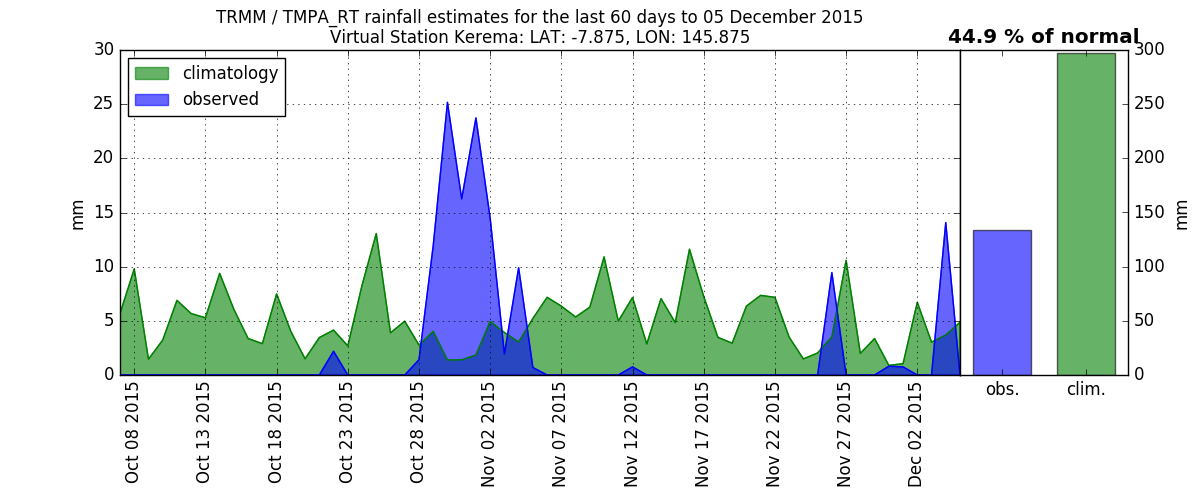 TRMM / TMPA_RT rainfall estimates for the last 60 days to 05 December 2015
Virtual Station Kerema: LAT: -7.875, LON: 145.875
44.9 % of normal
climatology
observed
30
25
20
15
10
5
0
mm
Oct 08 2015
Oct 13 2015
Oct 18 2015
Oct 23 2015
Oct 28 2015
Nov 02 2015
Nov 07 2015
Nov 12 2015
Nov 17 2015
Nov 22 2015
Nov 27 2015
Dec 02 2015
obs.
clim.
300
250
200
150
100
50
0
mm